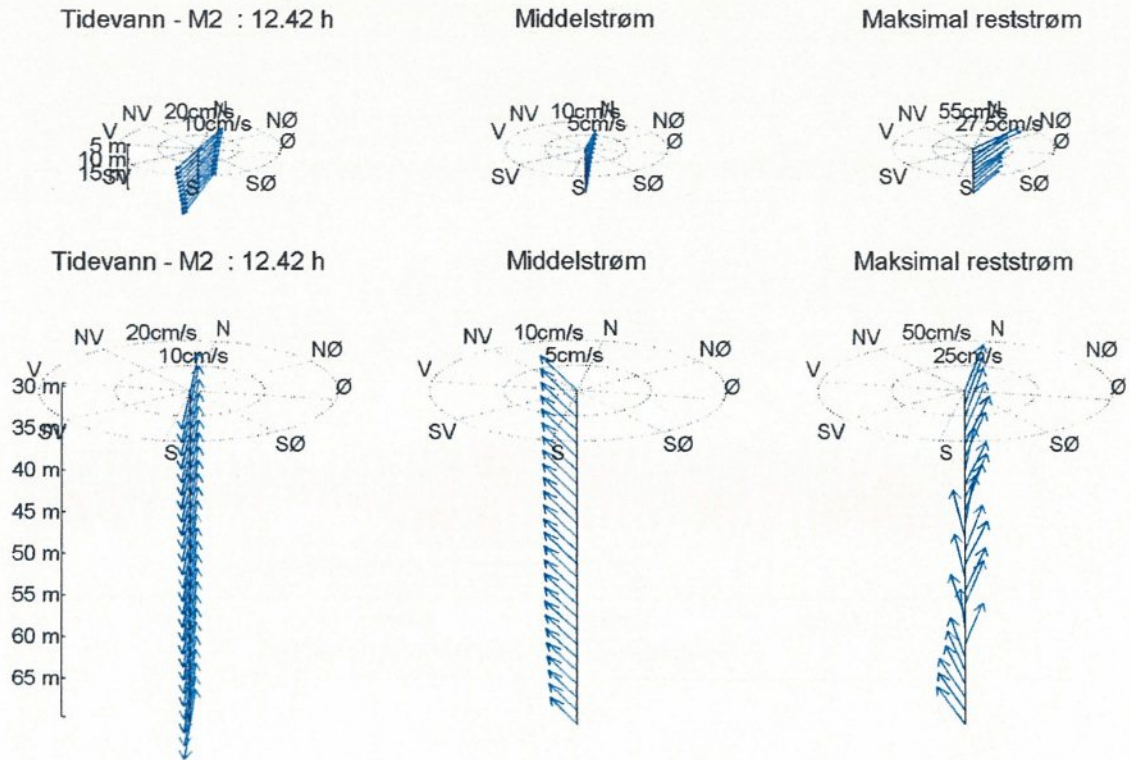 Tidevann - M2 : 12.42 h
20cm/s
N
NV
NØ
10cm/s
V
Ø
5 m
10 m
15 m
SV
S
SØ
Middelstrøm
10cm/s
N
NV
NØ
5cm/s
V
Ø
SV
S
SØ
Maksimal reststrøm
55cm/s
N
NV
NØ
27.5cm/s
V
Ø
SV
S
SØ
Tidevann - M2 : 12.42 h
20cm/s
N
NV
NØ
10cm/s
V
Ø
30 m
35 m
SV
SØ
S
40 m
45 m
50 m
55 m
60 m
65 m
Middelstrøm
10cm/s
N
NV
NØ
5cm/s
V
Ø
SV
SØ
S
Maksimal reststrøm
50cm/s
N
NV
NØ
25cm/s
V
Ø
SV
SØ
S